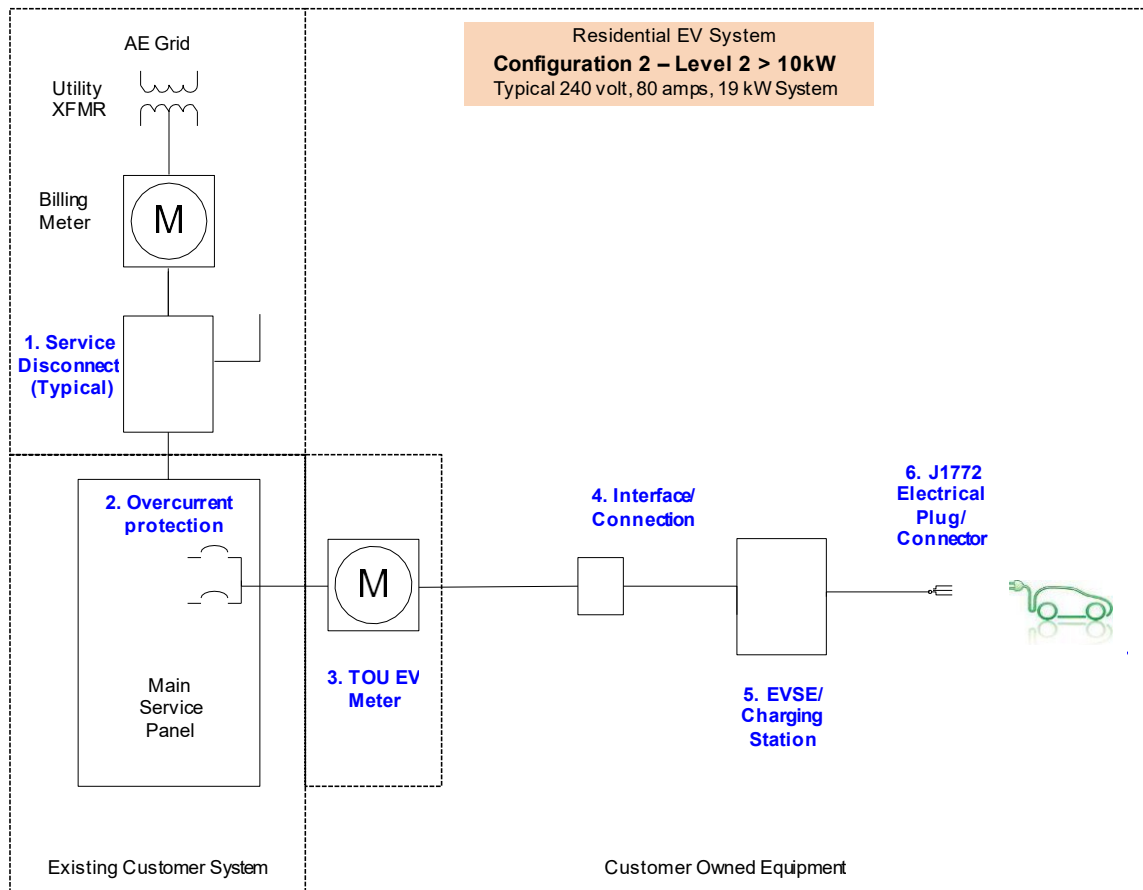 AE Grid
Utility
XFMR
Billing
Meter
M
1. Service
Disconnect
(Typical)
Residential EV System
Configuration 2 – Level 2 > 10kW
Typical 240 volt, 80 amps, 19 kW System
2. Overcurrent
protection
Main
Service
Panel
M
3. TOU EV
Meter
4. Interface/
Connection
5. EVSE/
Charging
Station
6. J1772
Electrical
Plug/
Connector
Existing Customer System
Customer Owned Equipment